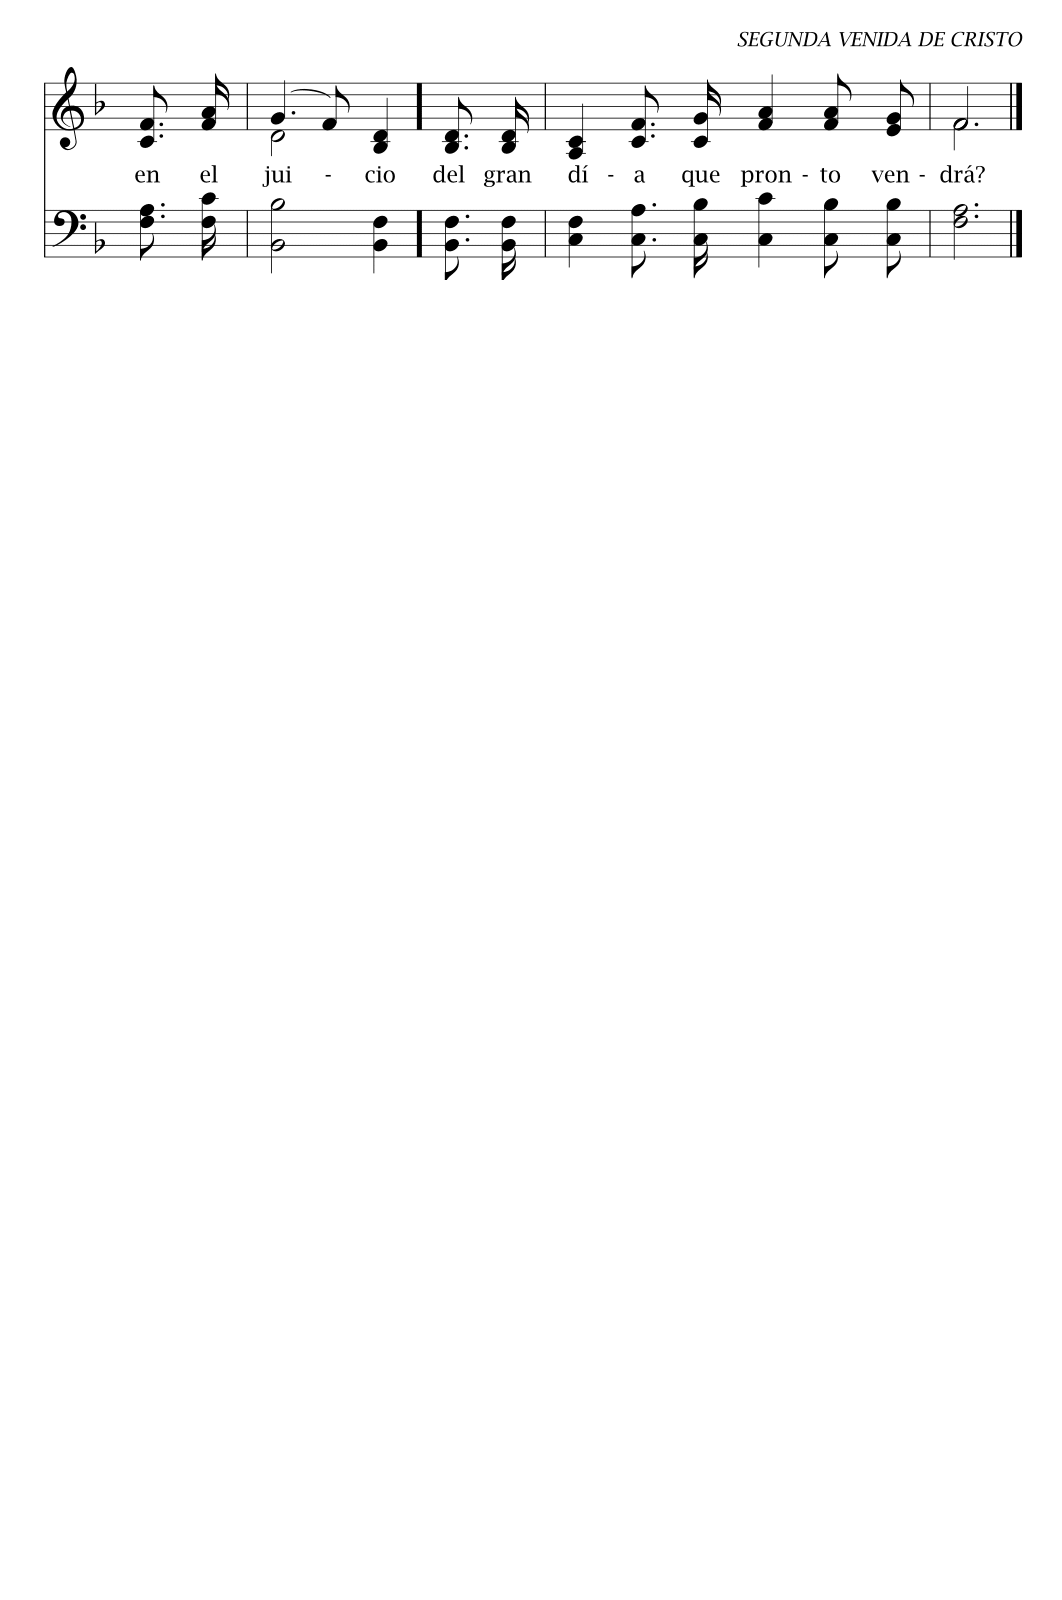 SEGUNDA VENIDA DE CRISTO
en el jui - cio del gran dí - a que pron - to ven - drá?